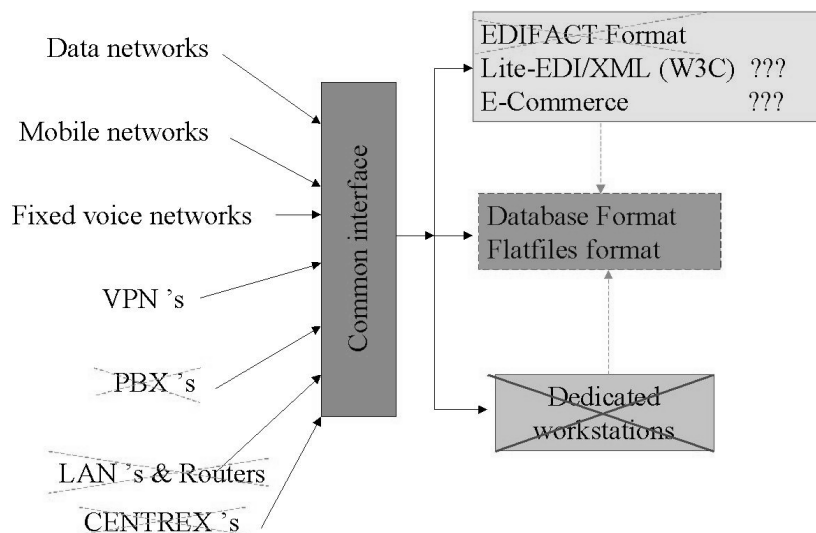 Data networks
Mobile networks
Fixed voice networks
VPN 's
PBX 's
LAN 's & Routers
CENTREX 's
Common interface
EDIFACT Format
Lite-EDI/XML (W3C) ???
E-Commerce ???
Database Format
Flatfiles format
Dedicated
workstations